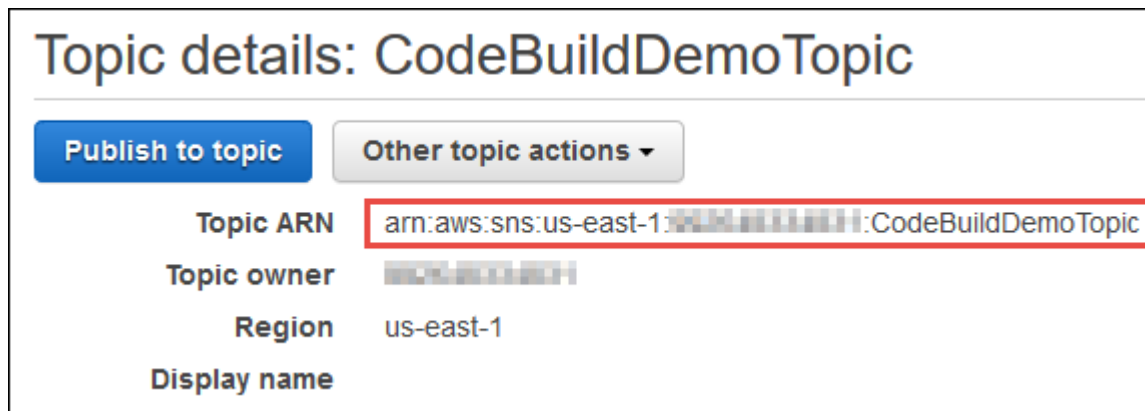 Topic details: CodeBuildDemoTopic
Publish to topic Other topic actions
Topic ARN arn:aws:sns:us-east-1: :CodeBuildDemoTopic
Topic owner
Region us-east-1
Display name